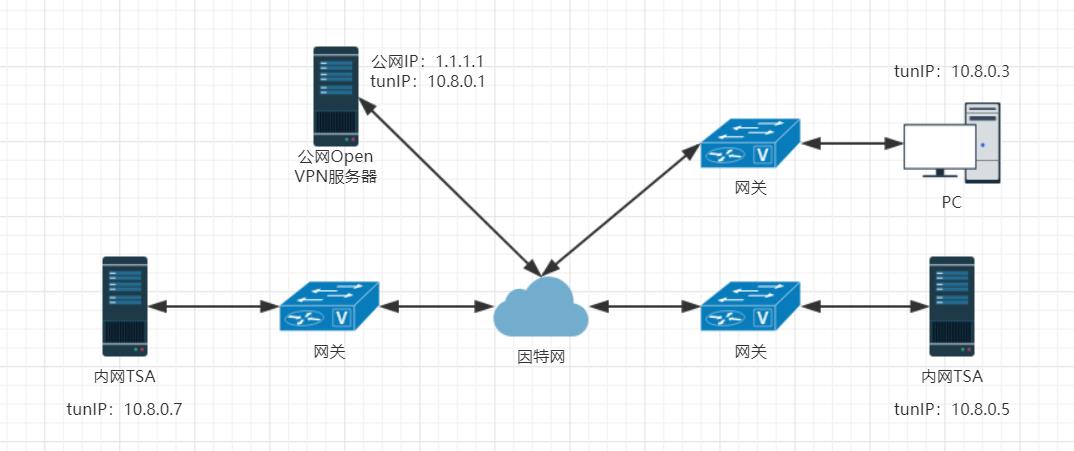 公网IP：1.1.1.1
tunIP：10.8.0.1
公网Open
VPN服务器
tunIP：10.8.0.3
网关
PC
内网TSA
tunIP：10.8.0.7
网关
因特网
网关
内网TSA
tunIP：10.8.0.5